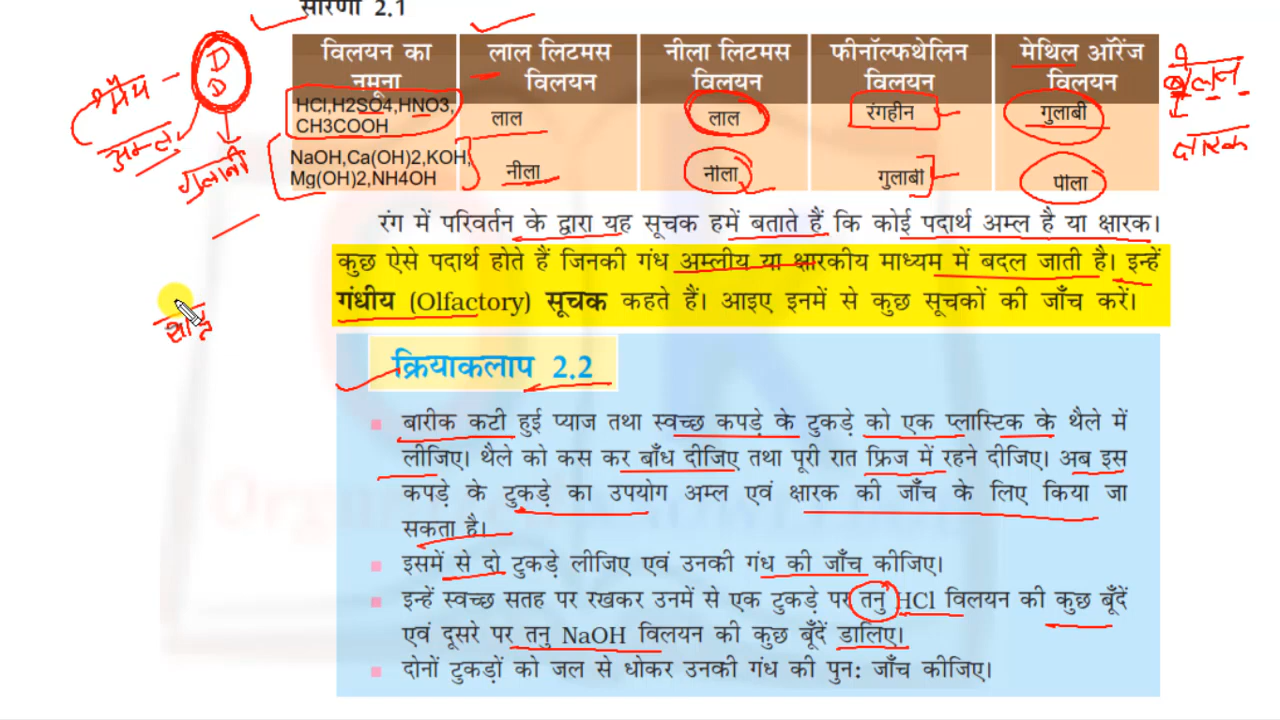 सारणी 2.1
विलयन का नमूना लाल लिटमस विलयन नीला लिटमस विलयन फीनॉल्फथेलिन विलयन मेथिल ऑरेंज विलयन
HCl,H2SO4,HNO3, CH3COOH लाल लाल रंगहीन गुलाबी
NaOH,Ca(OH)2,KOH, Mg(OH)2,NH4OH नीला नीला गुलाबी पीला
अम्ल
गुलाबी
क्षारक
रंग में परिवर्तन के द्वारा यह सूचक हमें बताते हैं कि कोई पदार्थ अम्ल है या क्षारक।
कुछ ऐसे पदार्थ होते हैं जिनकी गंध अम्लीय या क्षारकीय माध्यम में बदल जाती है। इन्हें
गंधीय (Olfactory) सूचक कहते हैं। आइए इनमें से कुछ सूचकों की जाँच करें।
क्रियाकलाप 2.2
बारीक कटी हुई प्याज तथा स्वच्छ कपड़े के टुकड़े को एक प्लास्टिक के थैले में
लीजिए। थैले को कस कर बाँध दीजिए तथा पूरी रात फ्रिज में रहने दीजिए। अब इस
कपड़े के टुकड़े का उपयोग अम्ल एवं क्षारक की जाँच के लिए किया जा
सकता है।
इसमें से दो टुकड़े लीजिए एवं उनकी गंध की जाँच कीजिए।
इन्हें स्वच्छ सतह पर रखकर उनमें से एक टुकड़े पर तनु HCl विलयन की कुछ बूँदें
एवं दूसरे पर तनु NaOH विलयन की कुछ बूँदें डालिए।
दोनों टुकड़ों को जल से धोकर उनकी गंध की पुन: जाँच कीजिए।